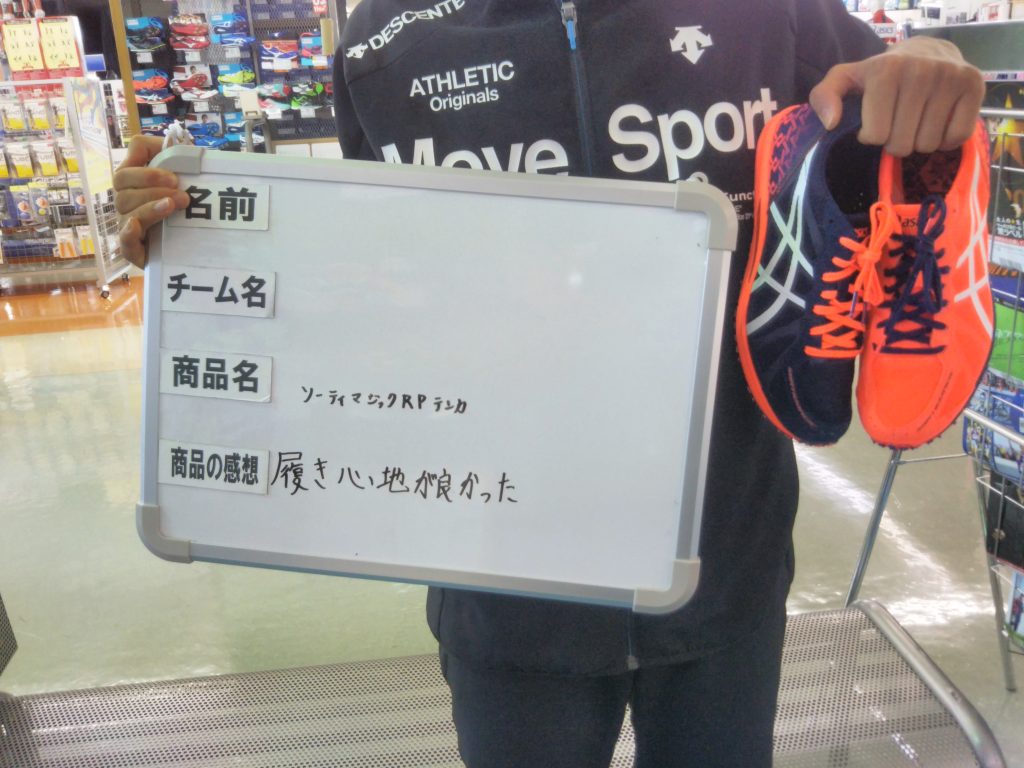 DESCENTE
ATHLETIC
Originals
Move Sport
名前
チーム名
商品名
ソーティマジックRPテンカ
商品の感想
履き心地が良かった
asics